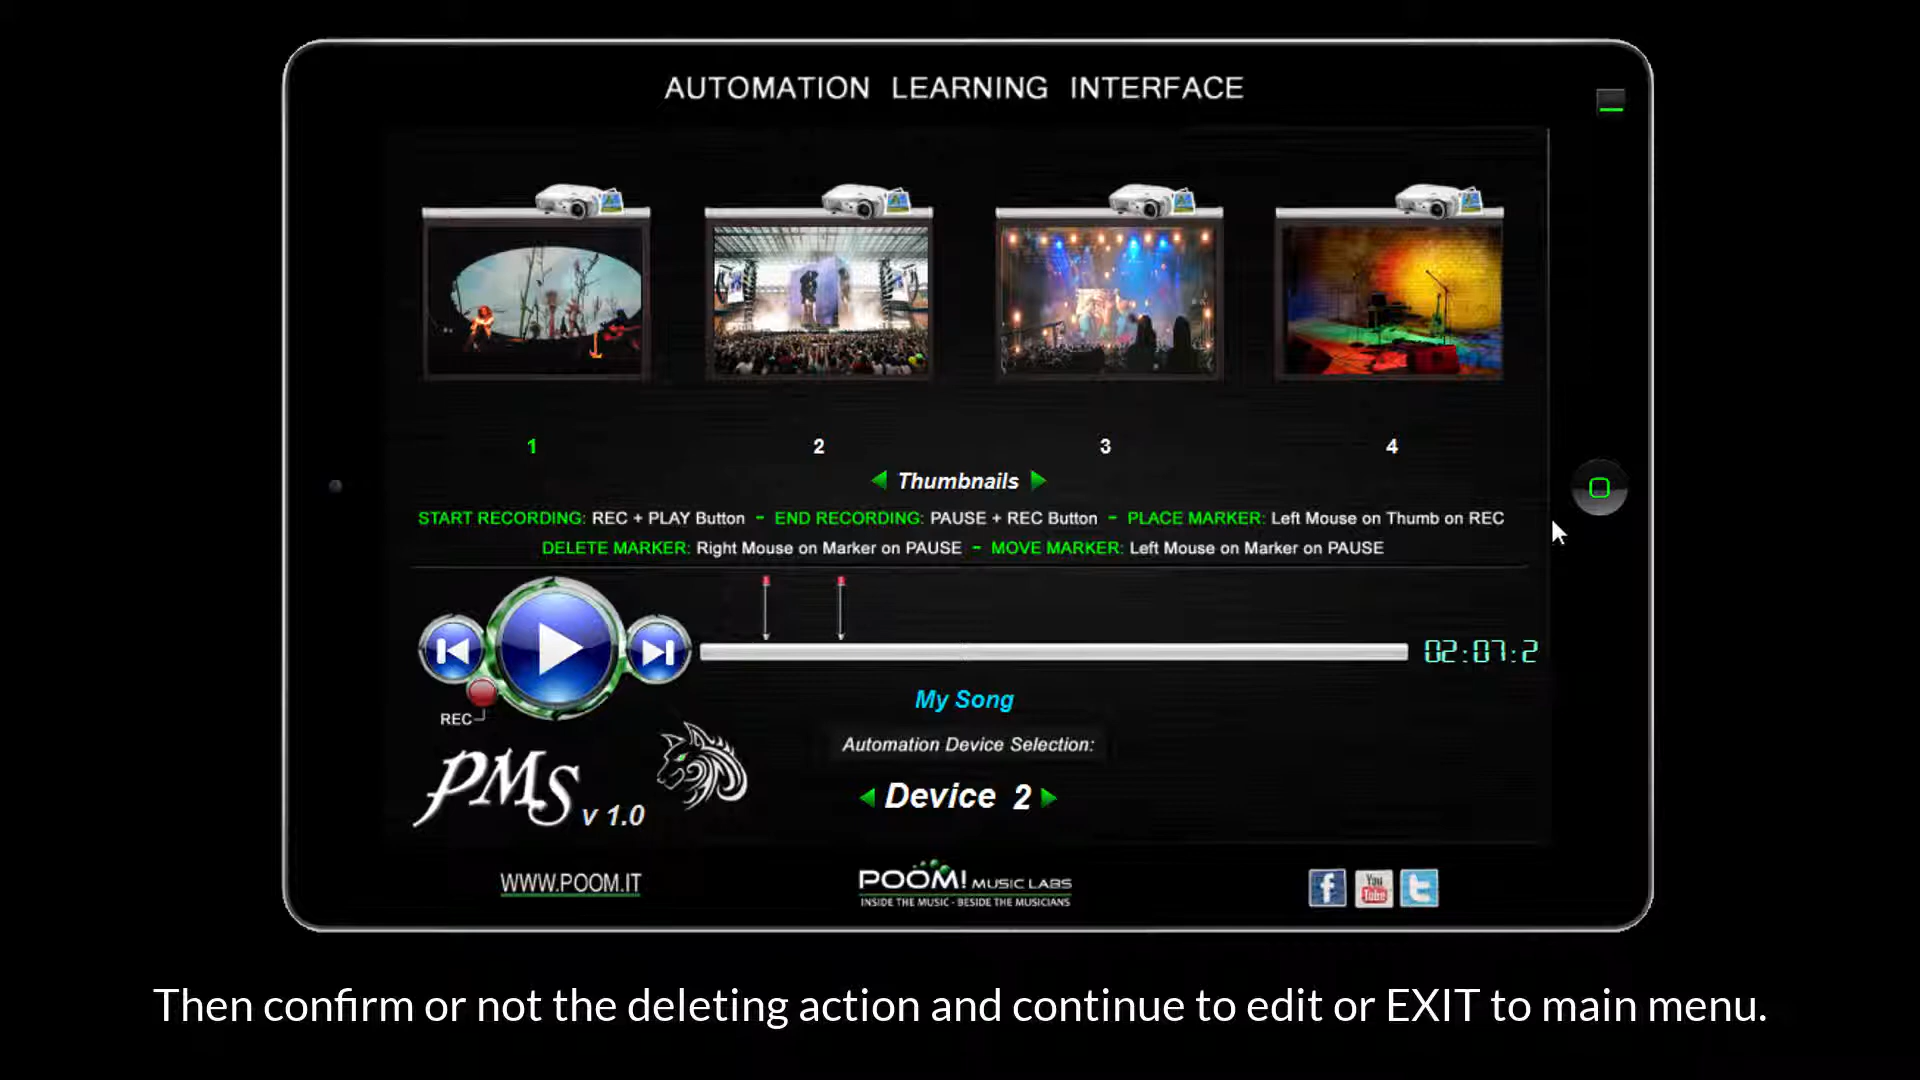 AUTOMATION LEARNING INTERFACE
1 2 3 4
Thumbnails
START RECORDING: REC + PLAY Button - END RECORDING: PAUSE + REC Button - PLACE MARKER: Left Mouse on Thumb on REC
DELETE MARKER: Right Mouse on Marker on PAUSE - MOVE MARKER: Left Mouse on Marker on PAUSE
02:07:2
REC
My Song
Automation Device Selection:
Device 2
PMS v 1.0
WWW.POOM.IT
POOM! MUSIC LABS
INSIDE THE MUSIC - BESIDE THE MUSICIANS
f You Tube t
Then confirm or not the deleting action and continue to edit or EXIT to main menu.